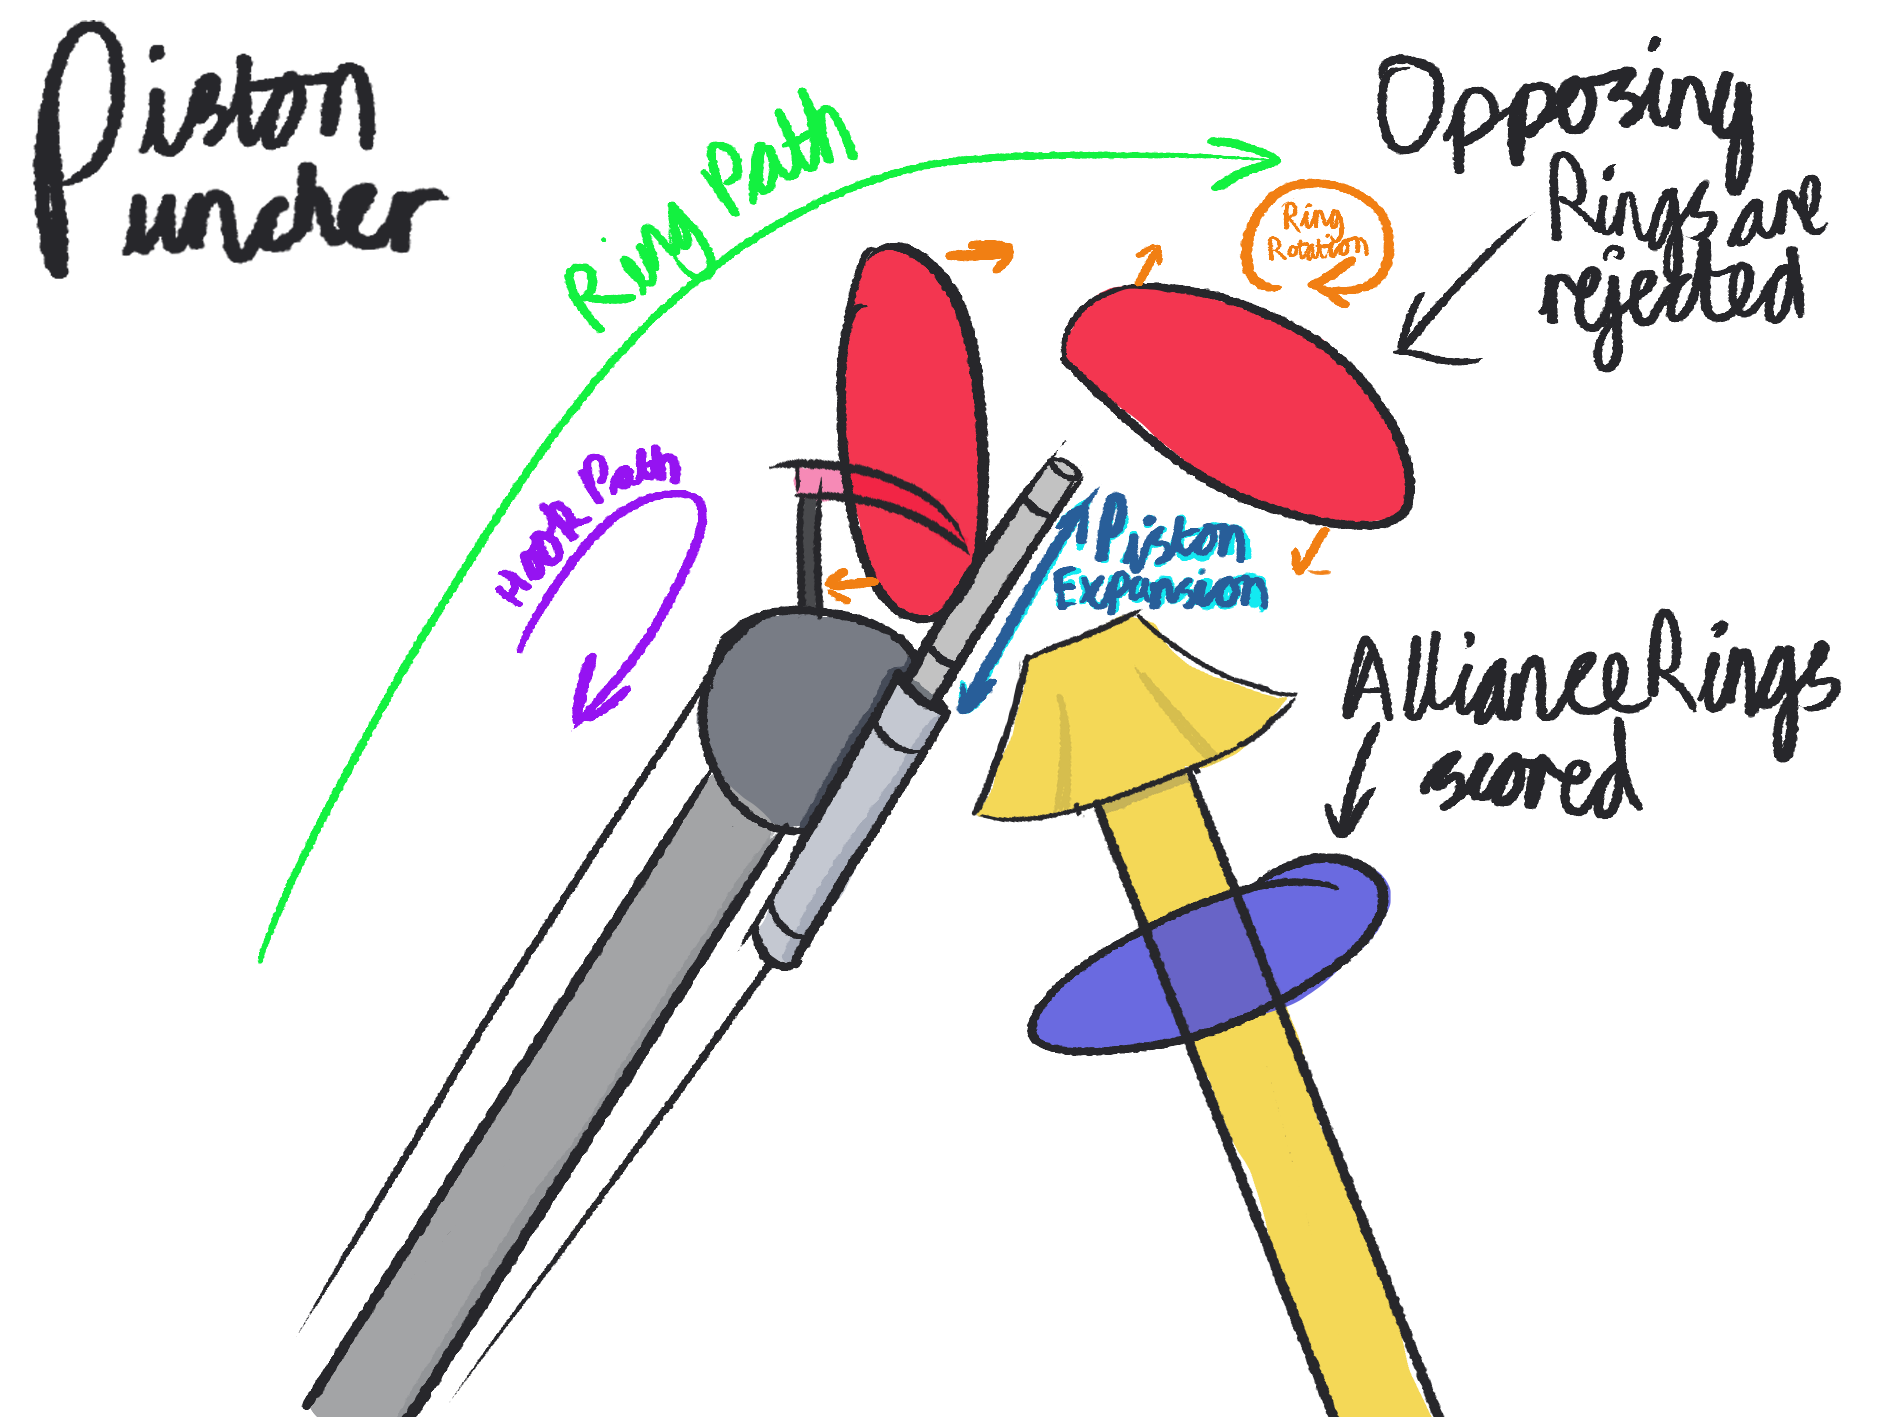 Piston
Puncher
Ring Path
Opposing
Rings are
rejected
Ring
Rotation
Hook Path
Piston
Expansion
Alliance Rings
scored